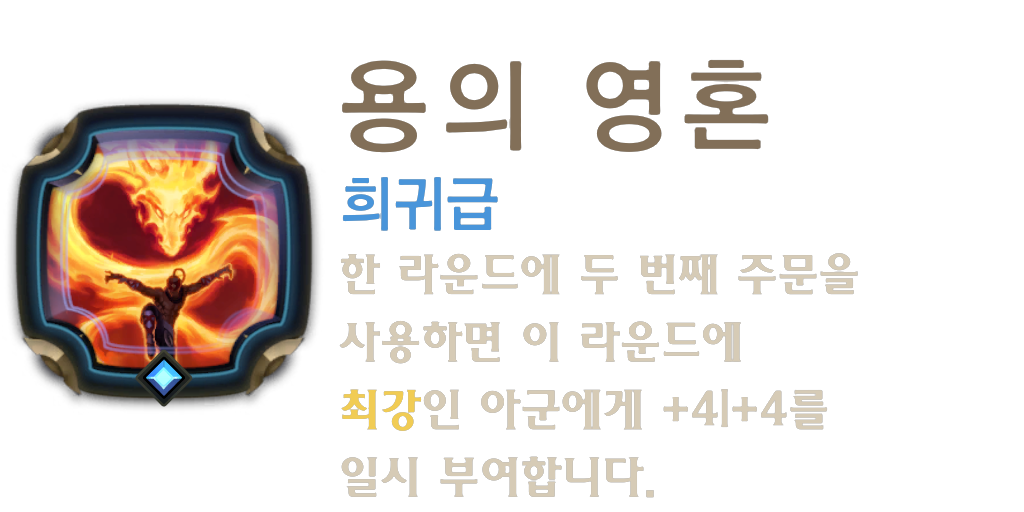 용의 영혼
희귀급
한 라운드에 두 번째 주문을
사용하면 이 라운드에
최강인 아군에게 +4|+4를
일시 부여합니다.